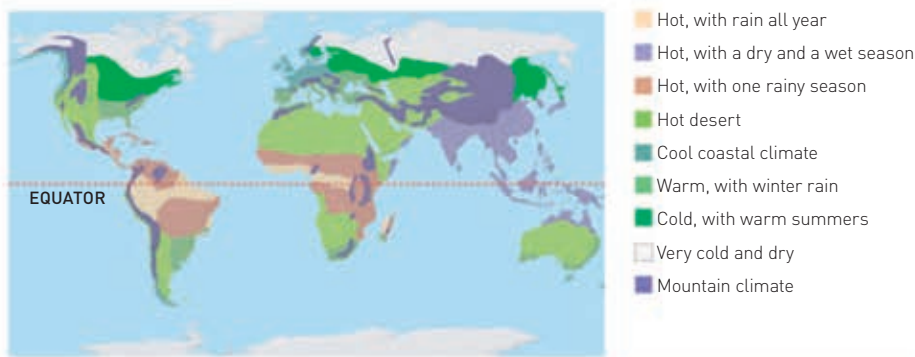 Hot, with rain all year
Hot, with a dry and a wet season
Hot, with one rainy season
Hot desert
Cool coastal climate
Warm, with winter rain
Cold, with warm summers
Very cold and dry
Mountain climate
EQUATOR